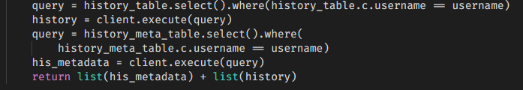 query = history_table.select().where(history_table.c.username == username)
history = client.execute(query)
query = history_meta_table.select().where(
history_meta_table.c.username == username)
his_metadata = client.execute(query)
return list(his_metadata) + list(history)